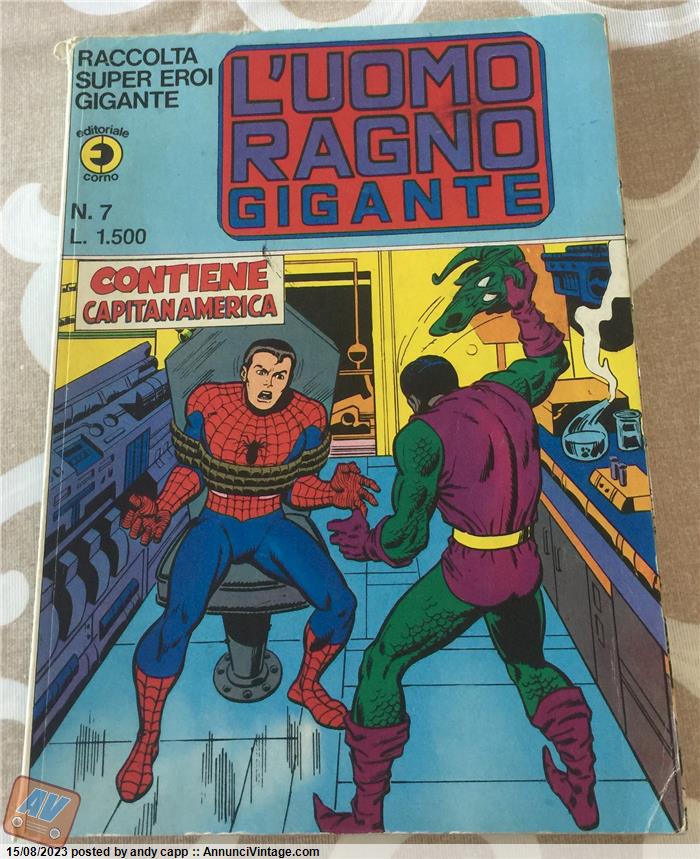 RACCOLTA
SUPER EROI
GIGANTE
editoriale
corno
N. 7
L. 1.500
L'UOMO
RAGNO
GIGANTE
CONTIENE
CAPITAN AMERICA
AV
15/08/2023 posted by andy capp :: AnnunciVintage.com